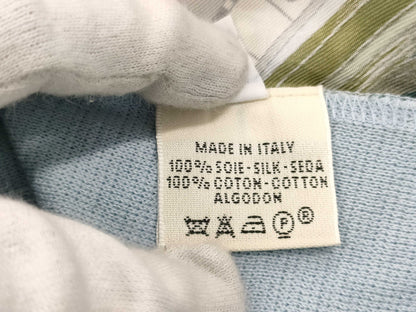 MADE IN ITALY
100% SOIE - SILK - SEDA
100% COTON - COTTON
ALGODON
P ®